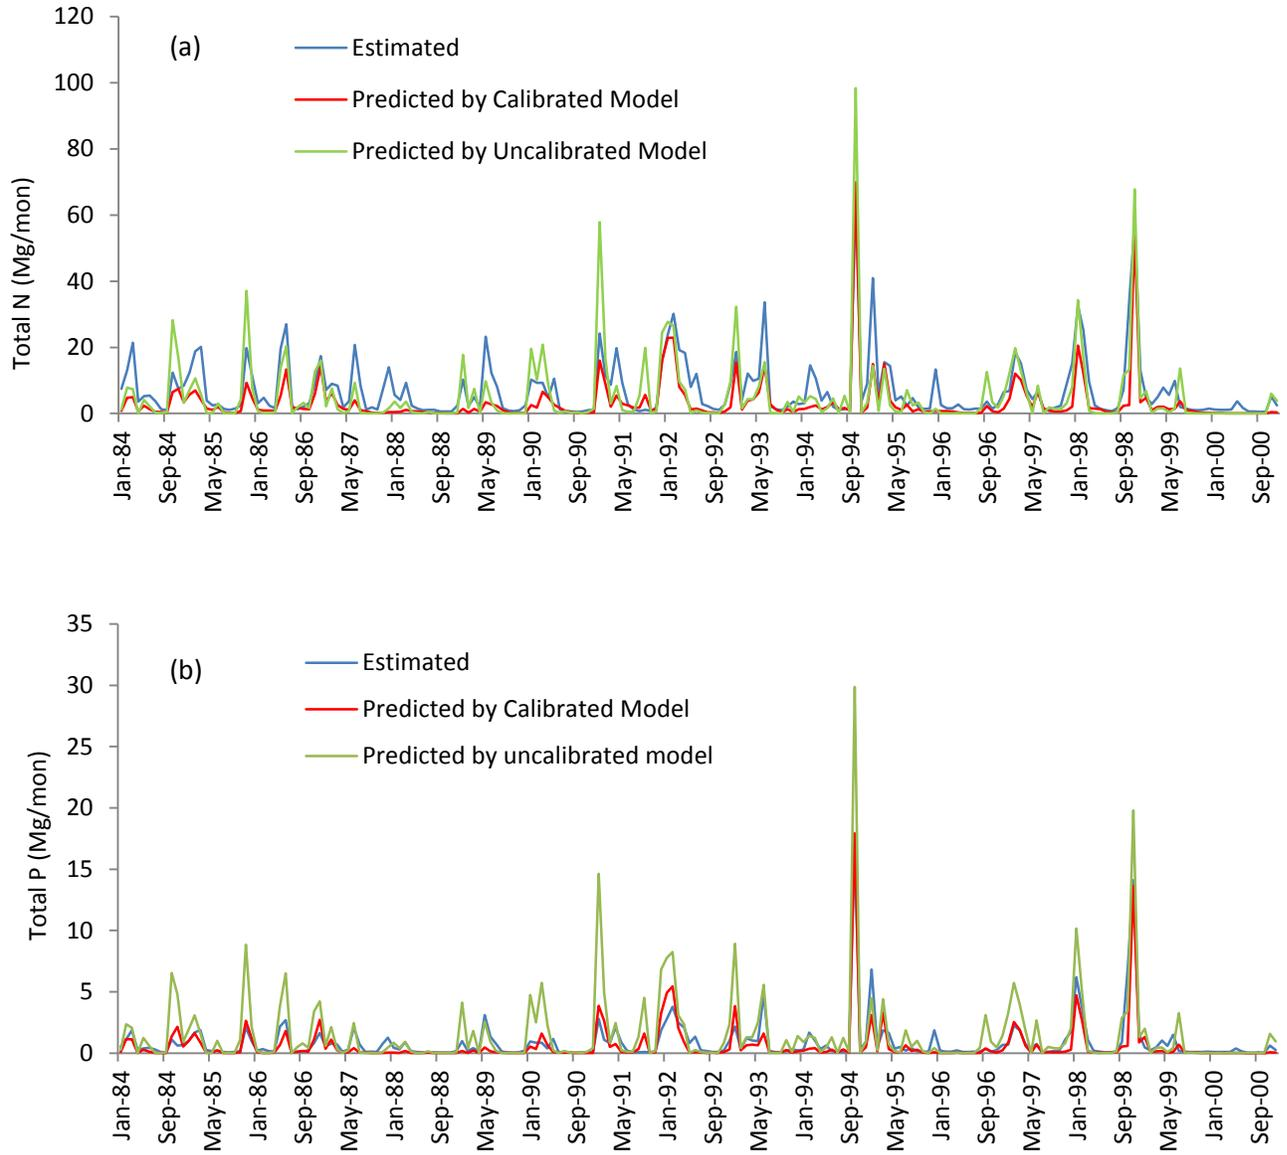 120
100
80
60
40
20
0
Total N (Mg/mon)
(a)
Estimated
Predicted by Calibrated Model
Predicted by Uncalibrated Model
Jan-84
Sep-84
May-85
Jan-86
Sep-86
May-87
Jan-88
Sep-88
May-89
Jan-90
Sep-90
May-91
Jan-92
Sep-92
May-93
Jan-94
Sep-94
May-95
Jan-96
Sep-96
May-97
Jan-98
Sep-98
May-99
Jan-00
Sep-00
35
30
25
20
15
10
5
0
Total P (Mg/mon)
(b)
Estimated
Predicted by Calibrated Model
Predicted by uncalibrated model
Jan-84
Sep-84
May-85
Jan-86
Sep-86
May-87
Jan-88
Sep-88
May-89
Jan-90
Sep-90
May-91
Jan-92
Sep-92
May-93
Jan-94
Sep-94
May-95
Jan-96
Sep-96
May-97
Jan-98
Sep-98
May-99
Jan-00
Sep-00